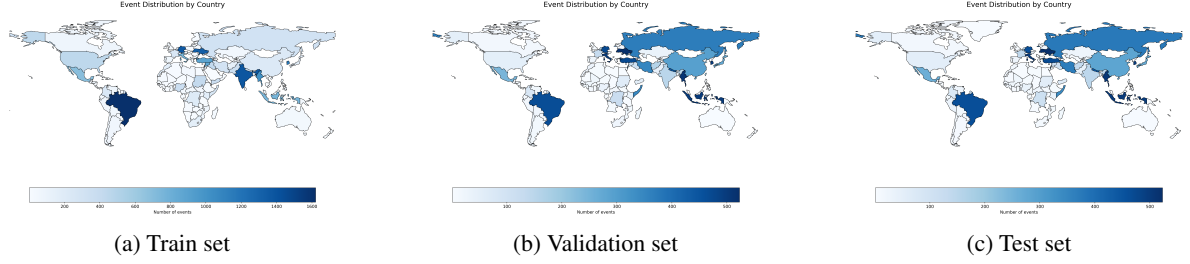 Event Distribution by Country
Event Distribution by Country
Event Distribution by Country
200 400 600 800 1000 1200 1400 1600
Number of events
100 200 300 400 500
Number of events
100 200 300 400 500
Number of events
(a) Train set
(b) Validation set
(c) Test set